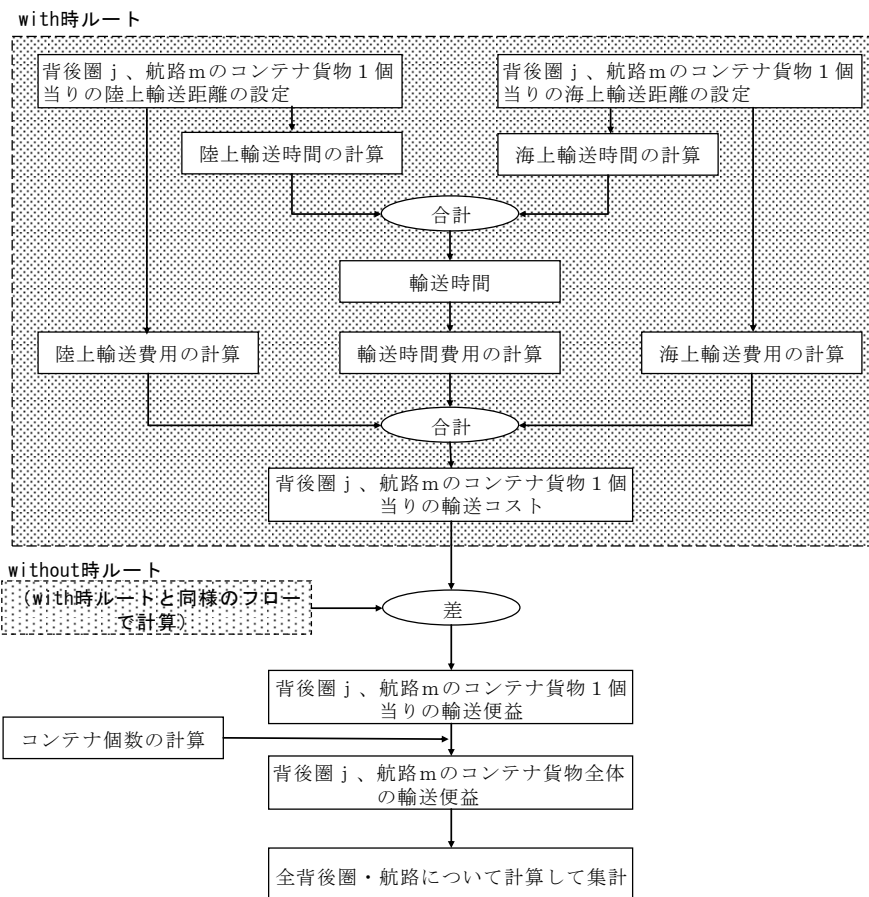 with時ルート
背後圏ｊ、航路ｍのコンテナ貨物１個
当りの陸上輸送距離の設定
背後圏ｊ、航路ｍのコンテナ貨物１個
当りの海上輸送距離の設定
陸上輸送時間の計算
海上輸送時間の計算
合計
輸送時間
陸上輸送費用の計算
輸送時間費用の計算
海上輸送費用の計算
合計
背後圏ｊ、航路ｍのコンテナ貨物１個
当りの輸送コスト
without時ルート
（with時ルートと同様のフロー
で計算）
差
背後圏ｊ、航路ｍのコンテナ貨物１個
当りの輸送便益
コンテナ個数の計算
背後圏ｊ、航路ｍのコンテナ貨物全体
の輸送便益
全背後圏・航路について計算して集計